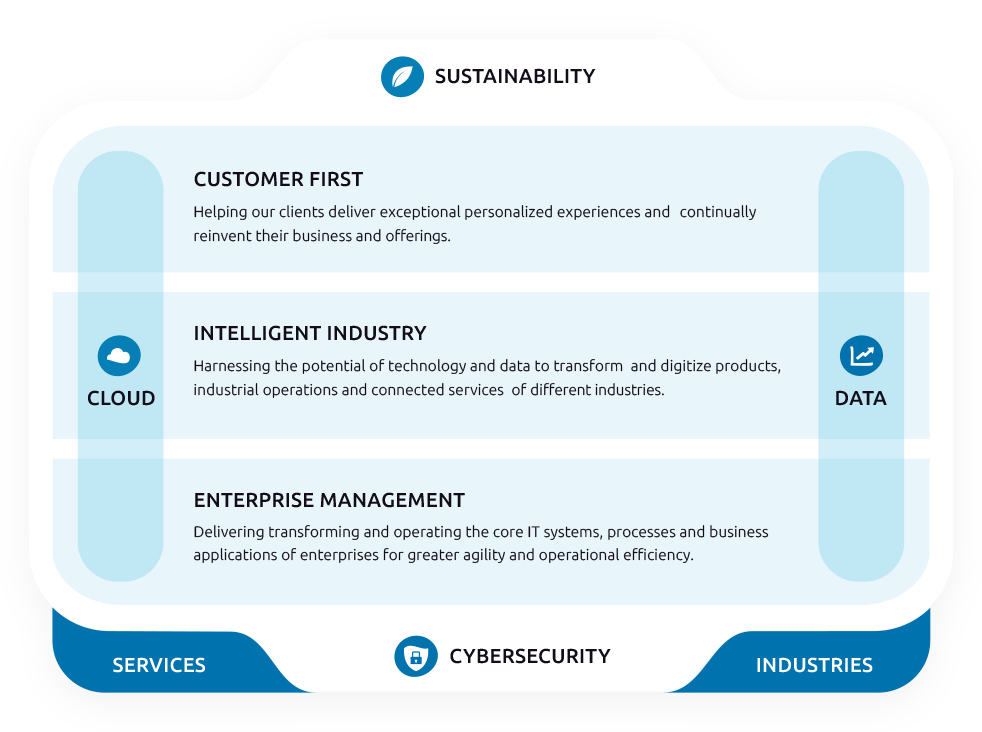 SUSTAINABILITY
CUSTOMER FIRST
Helping our clients deliver exceptional personalized experiences and continually
reinvent their business and offerings.
INTELLIGENT INDUSTRY
Harnessing the potential of technology and data to transform and digitize products,
industrial operations and connected services of different industries.
CLOUD
DATA
ENTERPRISE MANAGEMENT
Delivering transforming and operating the core IT systems, processes and business
applications of enterprises for greater agility and operational efficiency.
SERVICES
CYBERSECURITY
INDUSTRIES